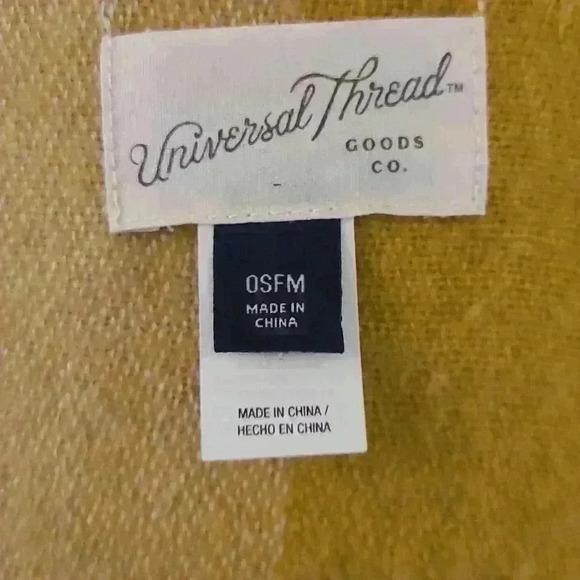 Universal Thread™
GOODS
CO.
OSFM
MADE IN
CHINA
MADE IN CHINA /
HECHO EN CHINA